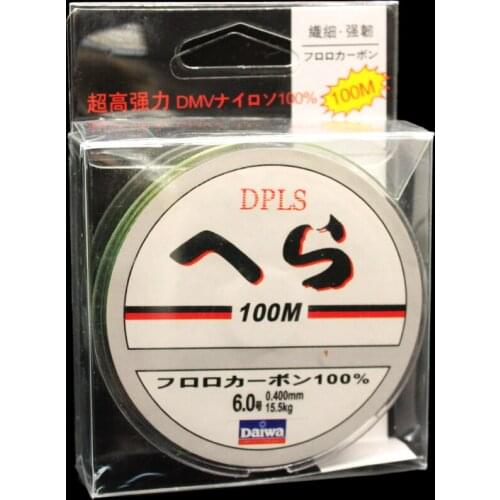 纖細·强韌
フロロカーボン
100M
超高强力 DMVナイロソ100%
DPLS
へら
100M
フロロカーボン100%
6.0号 0.400mm
15.5kg
Daiwa